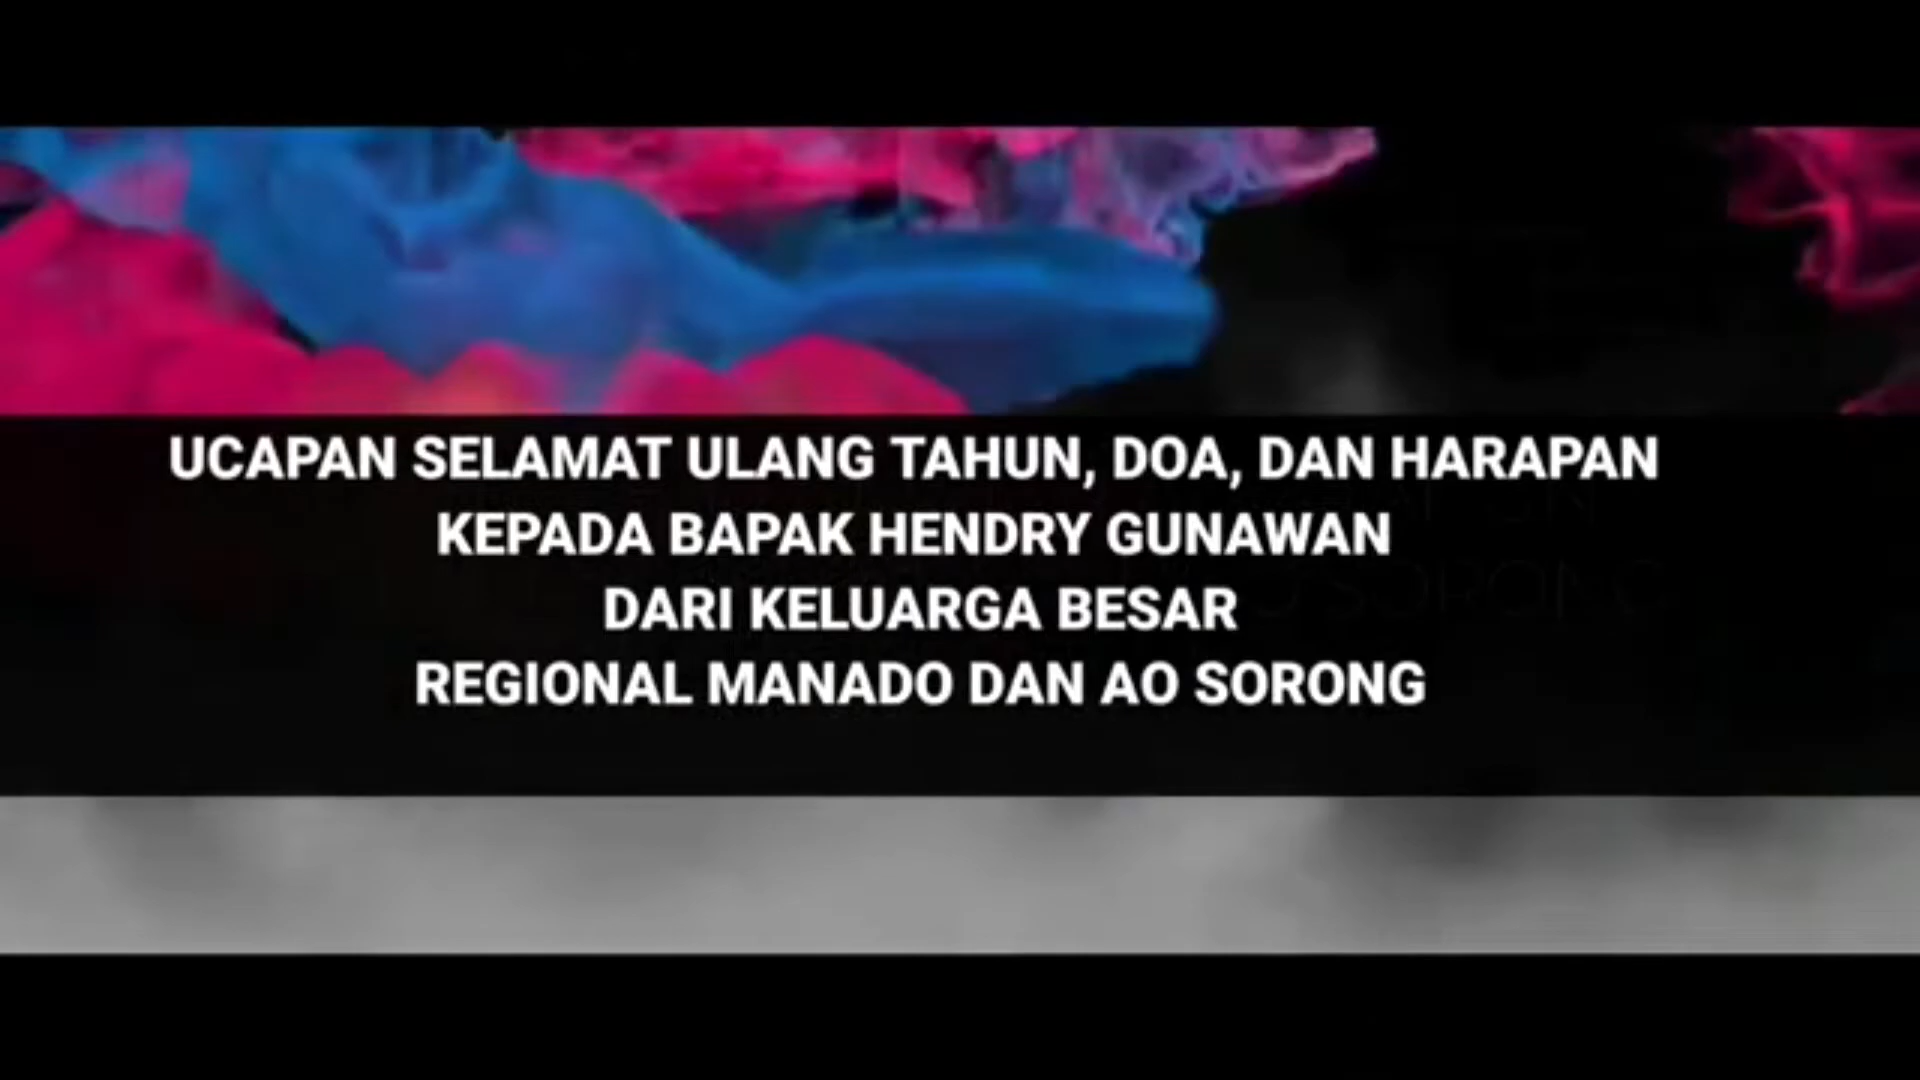 UCAPAN SELAMAT ULANG TAHUN, DOA, DAN HARAPAN
KEPADA BAPAK HENDRY GUNAWAN
DARI KELUARGA BESAR
REGIONAL MANADO DAN AO SORONG